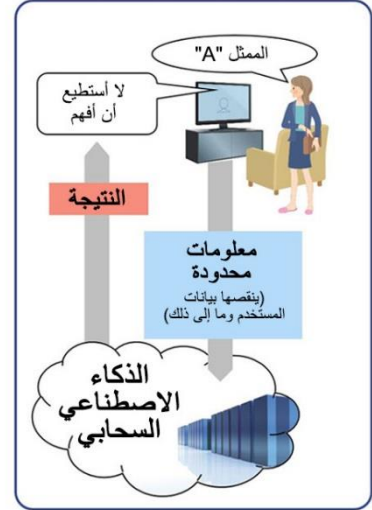 الممثل "A"
لا أستطيع
أن أفهم
النتيجة
معلومات
محدودة
(ينقصها بيانات
المستخدم وما إلى ذلك)
الذكاء
الاصطناعي
السحابي